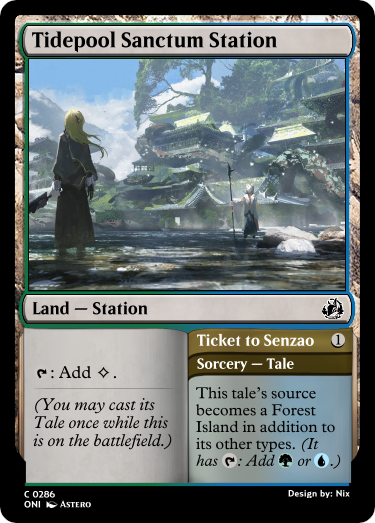 Tidepool Sanctum Station
Land — Station
: Add .
(You may cast its
Tale once while this
is on the battlefield.)
Ticket to Senzao 1
Sorcery — Tale
This tale's source
becomes a Forest
Island in addition to
its other types. (It
has : Add or .)
C 0286
ONI Astero
Design by: Nix